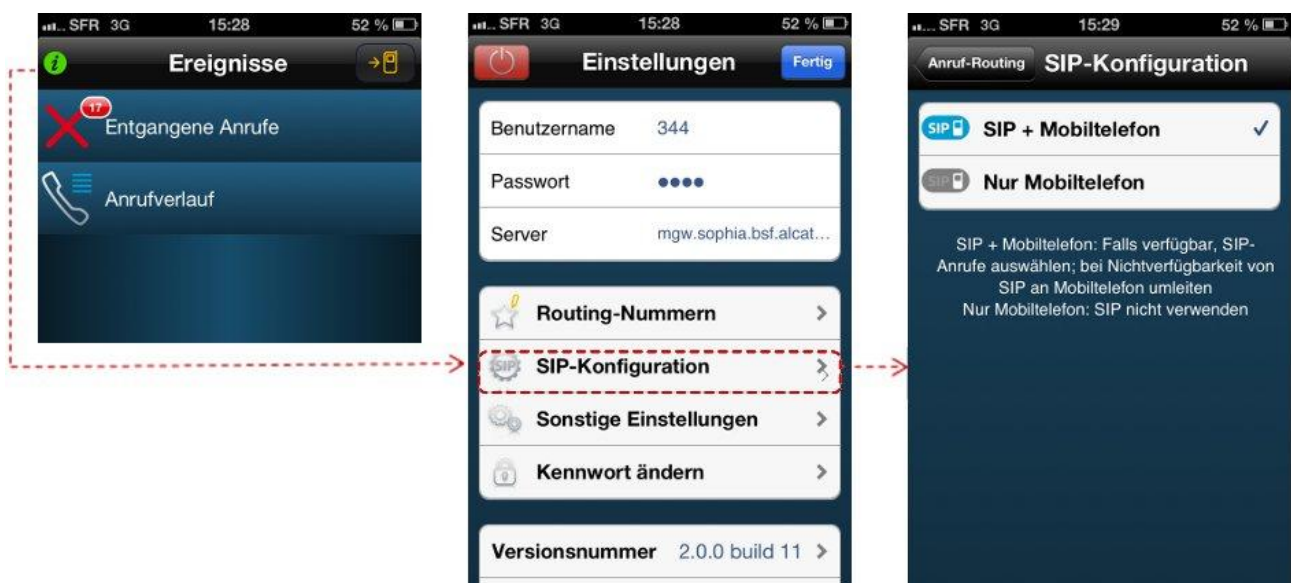 SFR 3G 15:28 52 %
i
Ereignisse
17
Entgangene Anrufe
Anrufverlauf
SFR 3G 15:28 52 %
Einstellungen Fertig
Benutzername 344
Passwort ●●●●
Server mgw.sophia.bsf.alcat...
Routing-Nummern
SIP SIP-Konfiguration
Sonstige Einstellungen
Kennwort ändern
Versionsnummer 2.0.0 build 11
SFR 3G 15:29 52 %
Anruf-Routing SIP-Konfiguration
SIP SIP + Mobiltelefon
SIP Nur Mobiltelefon
SIP + Mobiltelefon: Falls verfügbar, SIP-
Anrufe auswählen; bei Nichtverfügbarkeit von
SIP an Mobiltelefon umleiten
Nur Mobiltelefon: SIP nicht verwenden